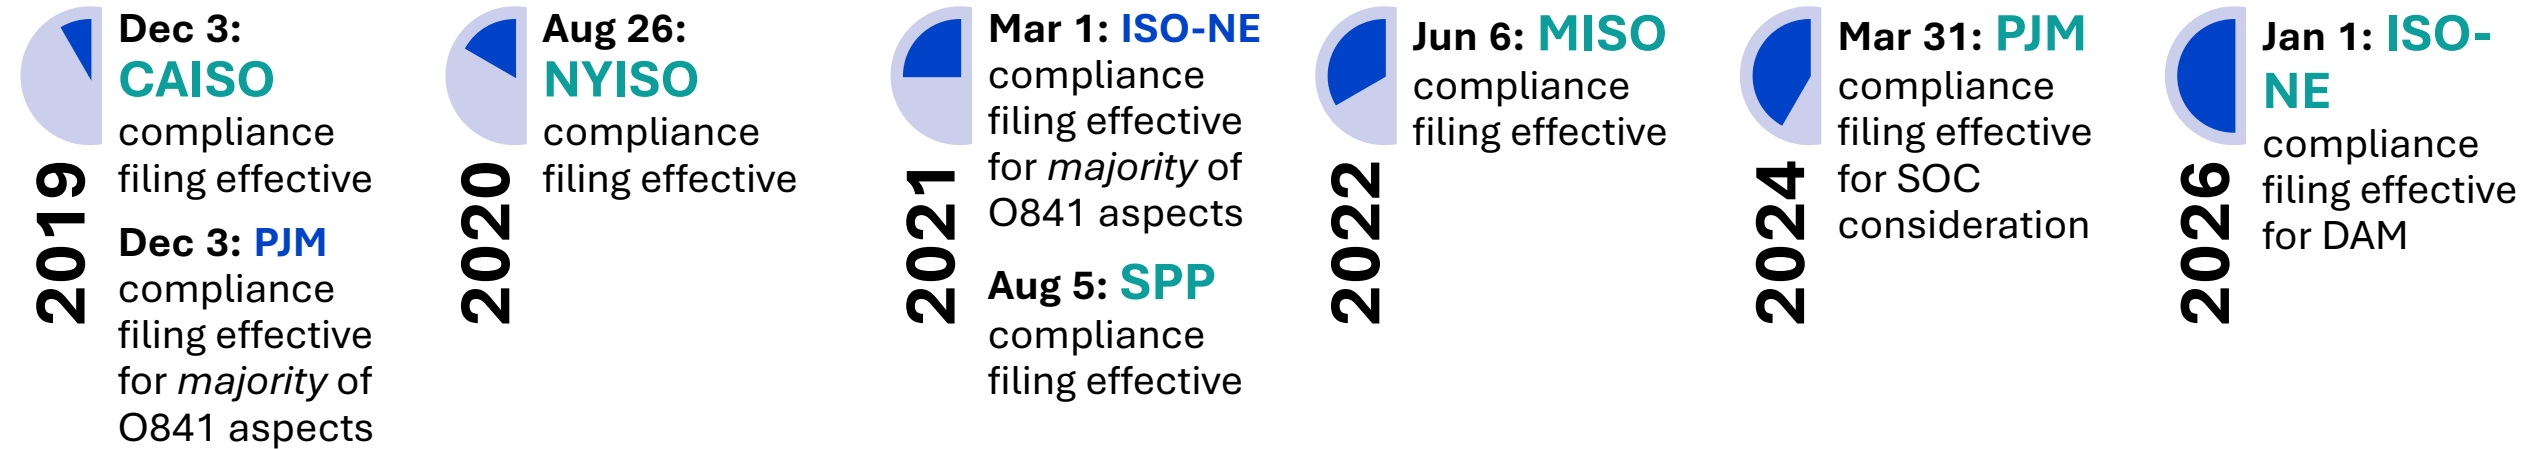 2019
Dec 3:
CAISO
compliance
filing effective
Dec 3: PJM
compliance
filing effective
for majority of
O841 aspects
2020
Aug 26:
NYISO
compliance
filing effective
2021
Mar 1: ISO-NE
compliance
filing effective
for majority of
O841 aspects
Aug 5: SPP
compliance
filing effective
2022
Jun 6: MISO
compliance
filing effective
2024
Mar 31: PJM
compliance
filing effective
for SOC
consideration
2026
Jan 1: ISO-
NE
compliance
filing effective
for DAM